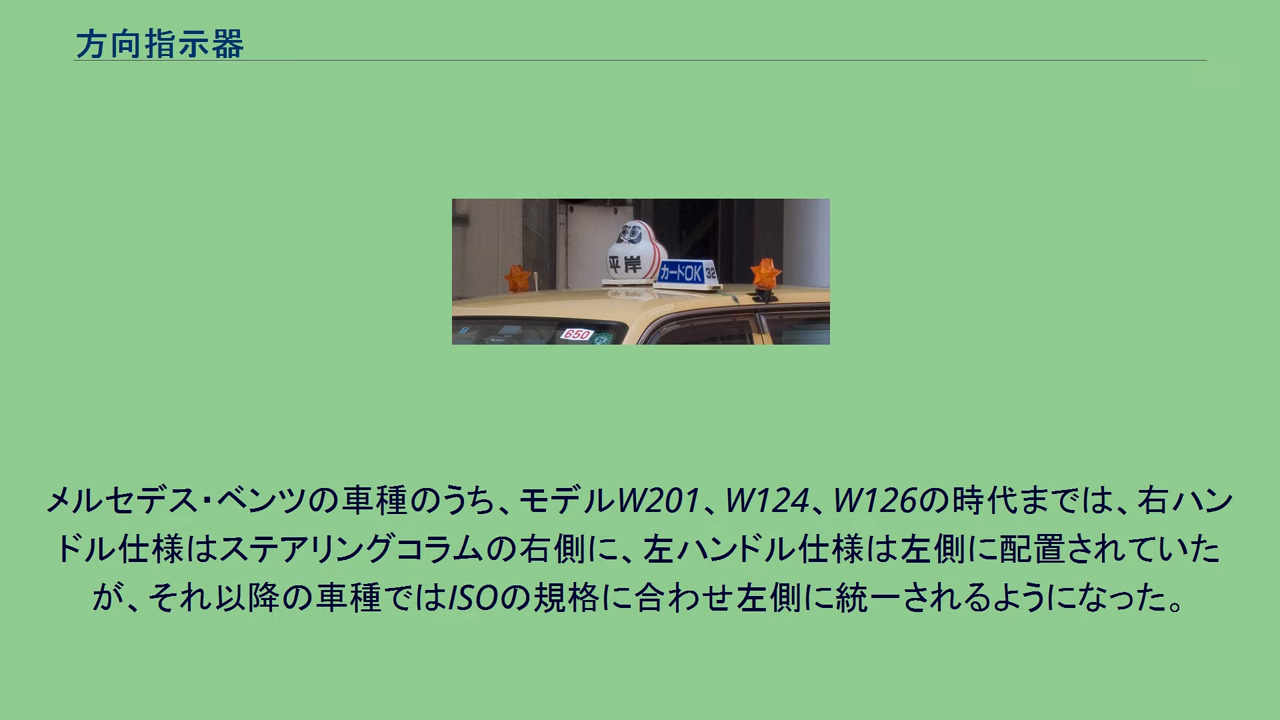 方向指示器
平岸
カードOK
32
650
メルセデス・ベンツの車種のうち、モデルW201、W124、W126の時代までは、右ハン
ドル仕様はステアリングコラムの右側に、左ハンドル仕様は左側に配置されていた
が、それ以降の車種ではISOの規格に合わせ左側に統一されるようになった。